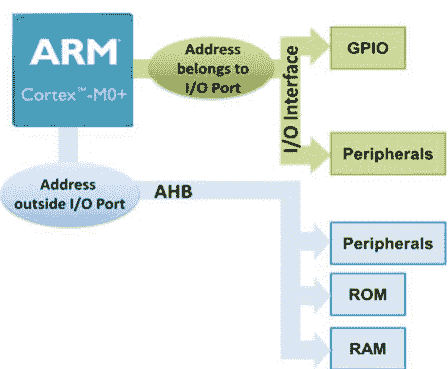 ARM
Cortex™-M0+
Address
belongs to
I/O Port
I/O Interface
GPIO
Peripherals
Address
outside I/O Port
AHB
Peripherals
ROM
RAM